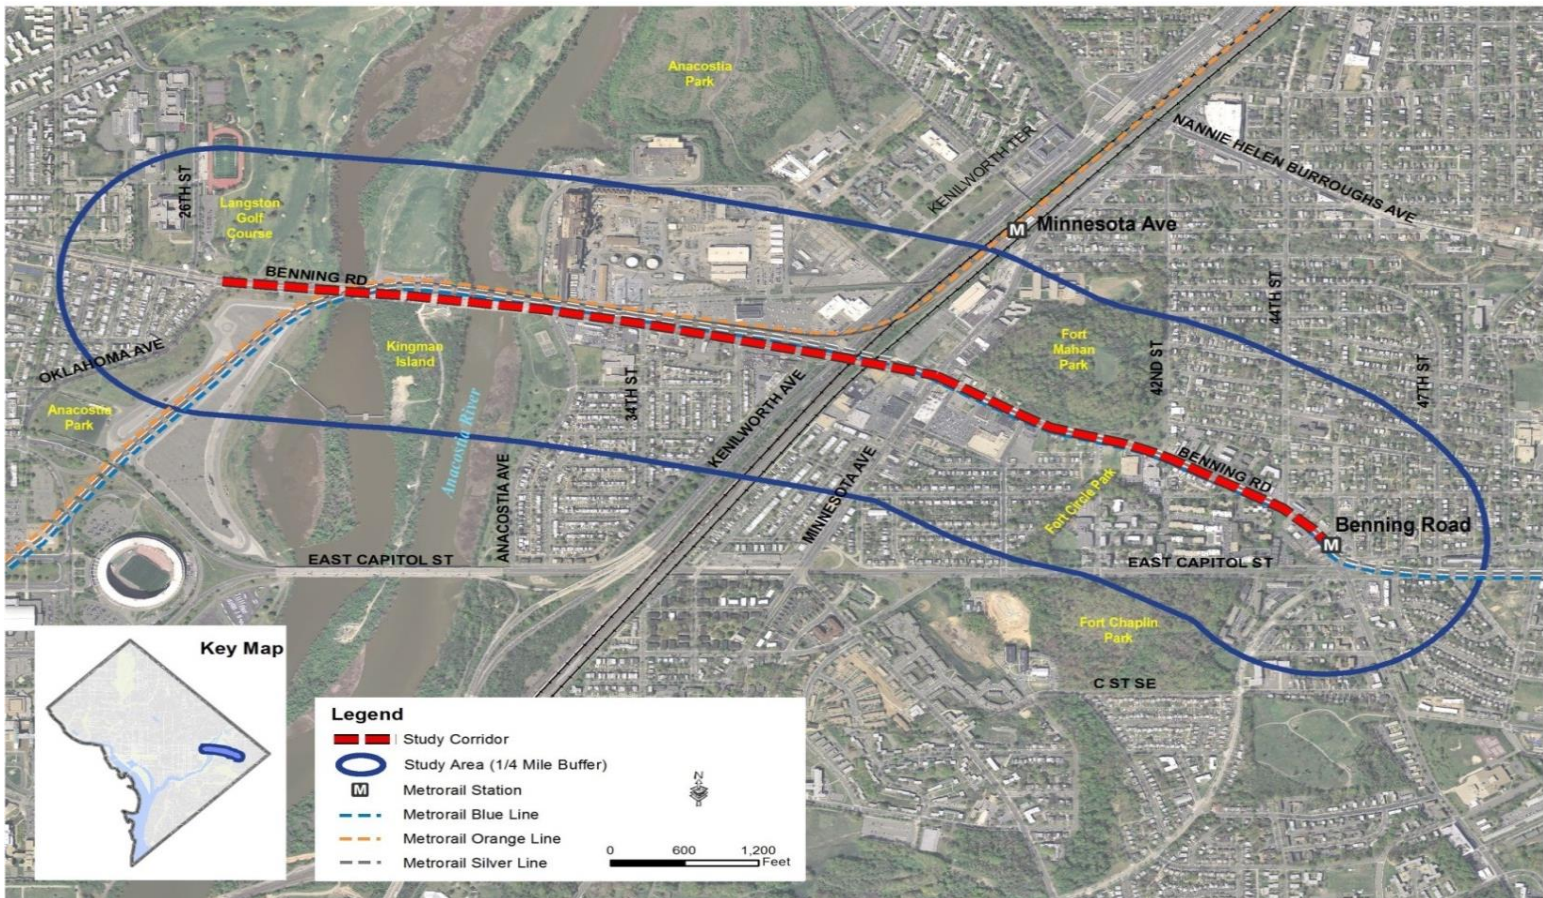 Anacostia
Park
NANNIE HELEN BURROUGHS AVE
KENILWORTH TER
26TH ST
Langston
Golf
Course
M Minnesota Ave
BENNING RD
44TH ST
Fort
Mahan
Park
42ND ST
47TH ST
OKLAHOMA AVE
Kingman
Island
34TH ST
KENILWORTH AVE
Anacostia
Park
Anacostia River
ANACOSTIA AVE
MINNESOTA AVE
Fort Circle Park
BENNING RD
Benning Road
M
EAST CAPITOL ST
EAST CAPITOL ST
Fort Chaplin
Park
C ST SE
Key Map
Legend
Study Corridor
Study Area (1/4 Mile Buffer)
M Metrorail Station
Metrorail Blue Line
Metrorail Orange Line
Metrorail Silver Line
N
0 600 1,200
Feet